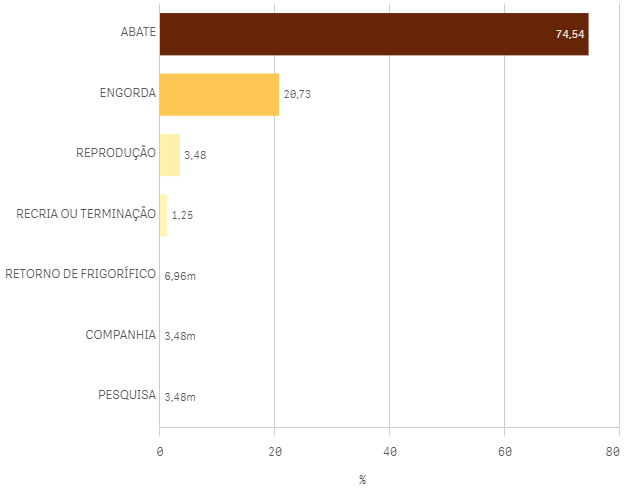 ABATE 74,54
ENGORDA 20,73
REPRODUÇÃO 3,48
RECRIA OU TERMINAÇÃO 1,25
RETORNO DE FRIGORÍFICO 6,96m
COMPANHIA 3,48m
PESQUISA 3,48m
0 20 40 60 80
%